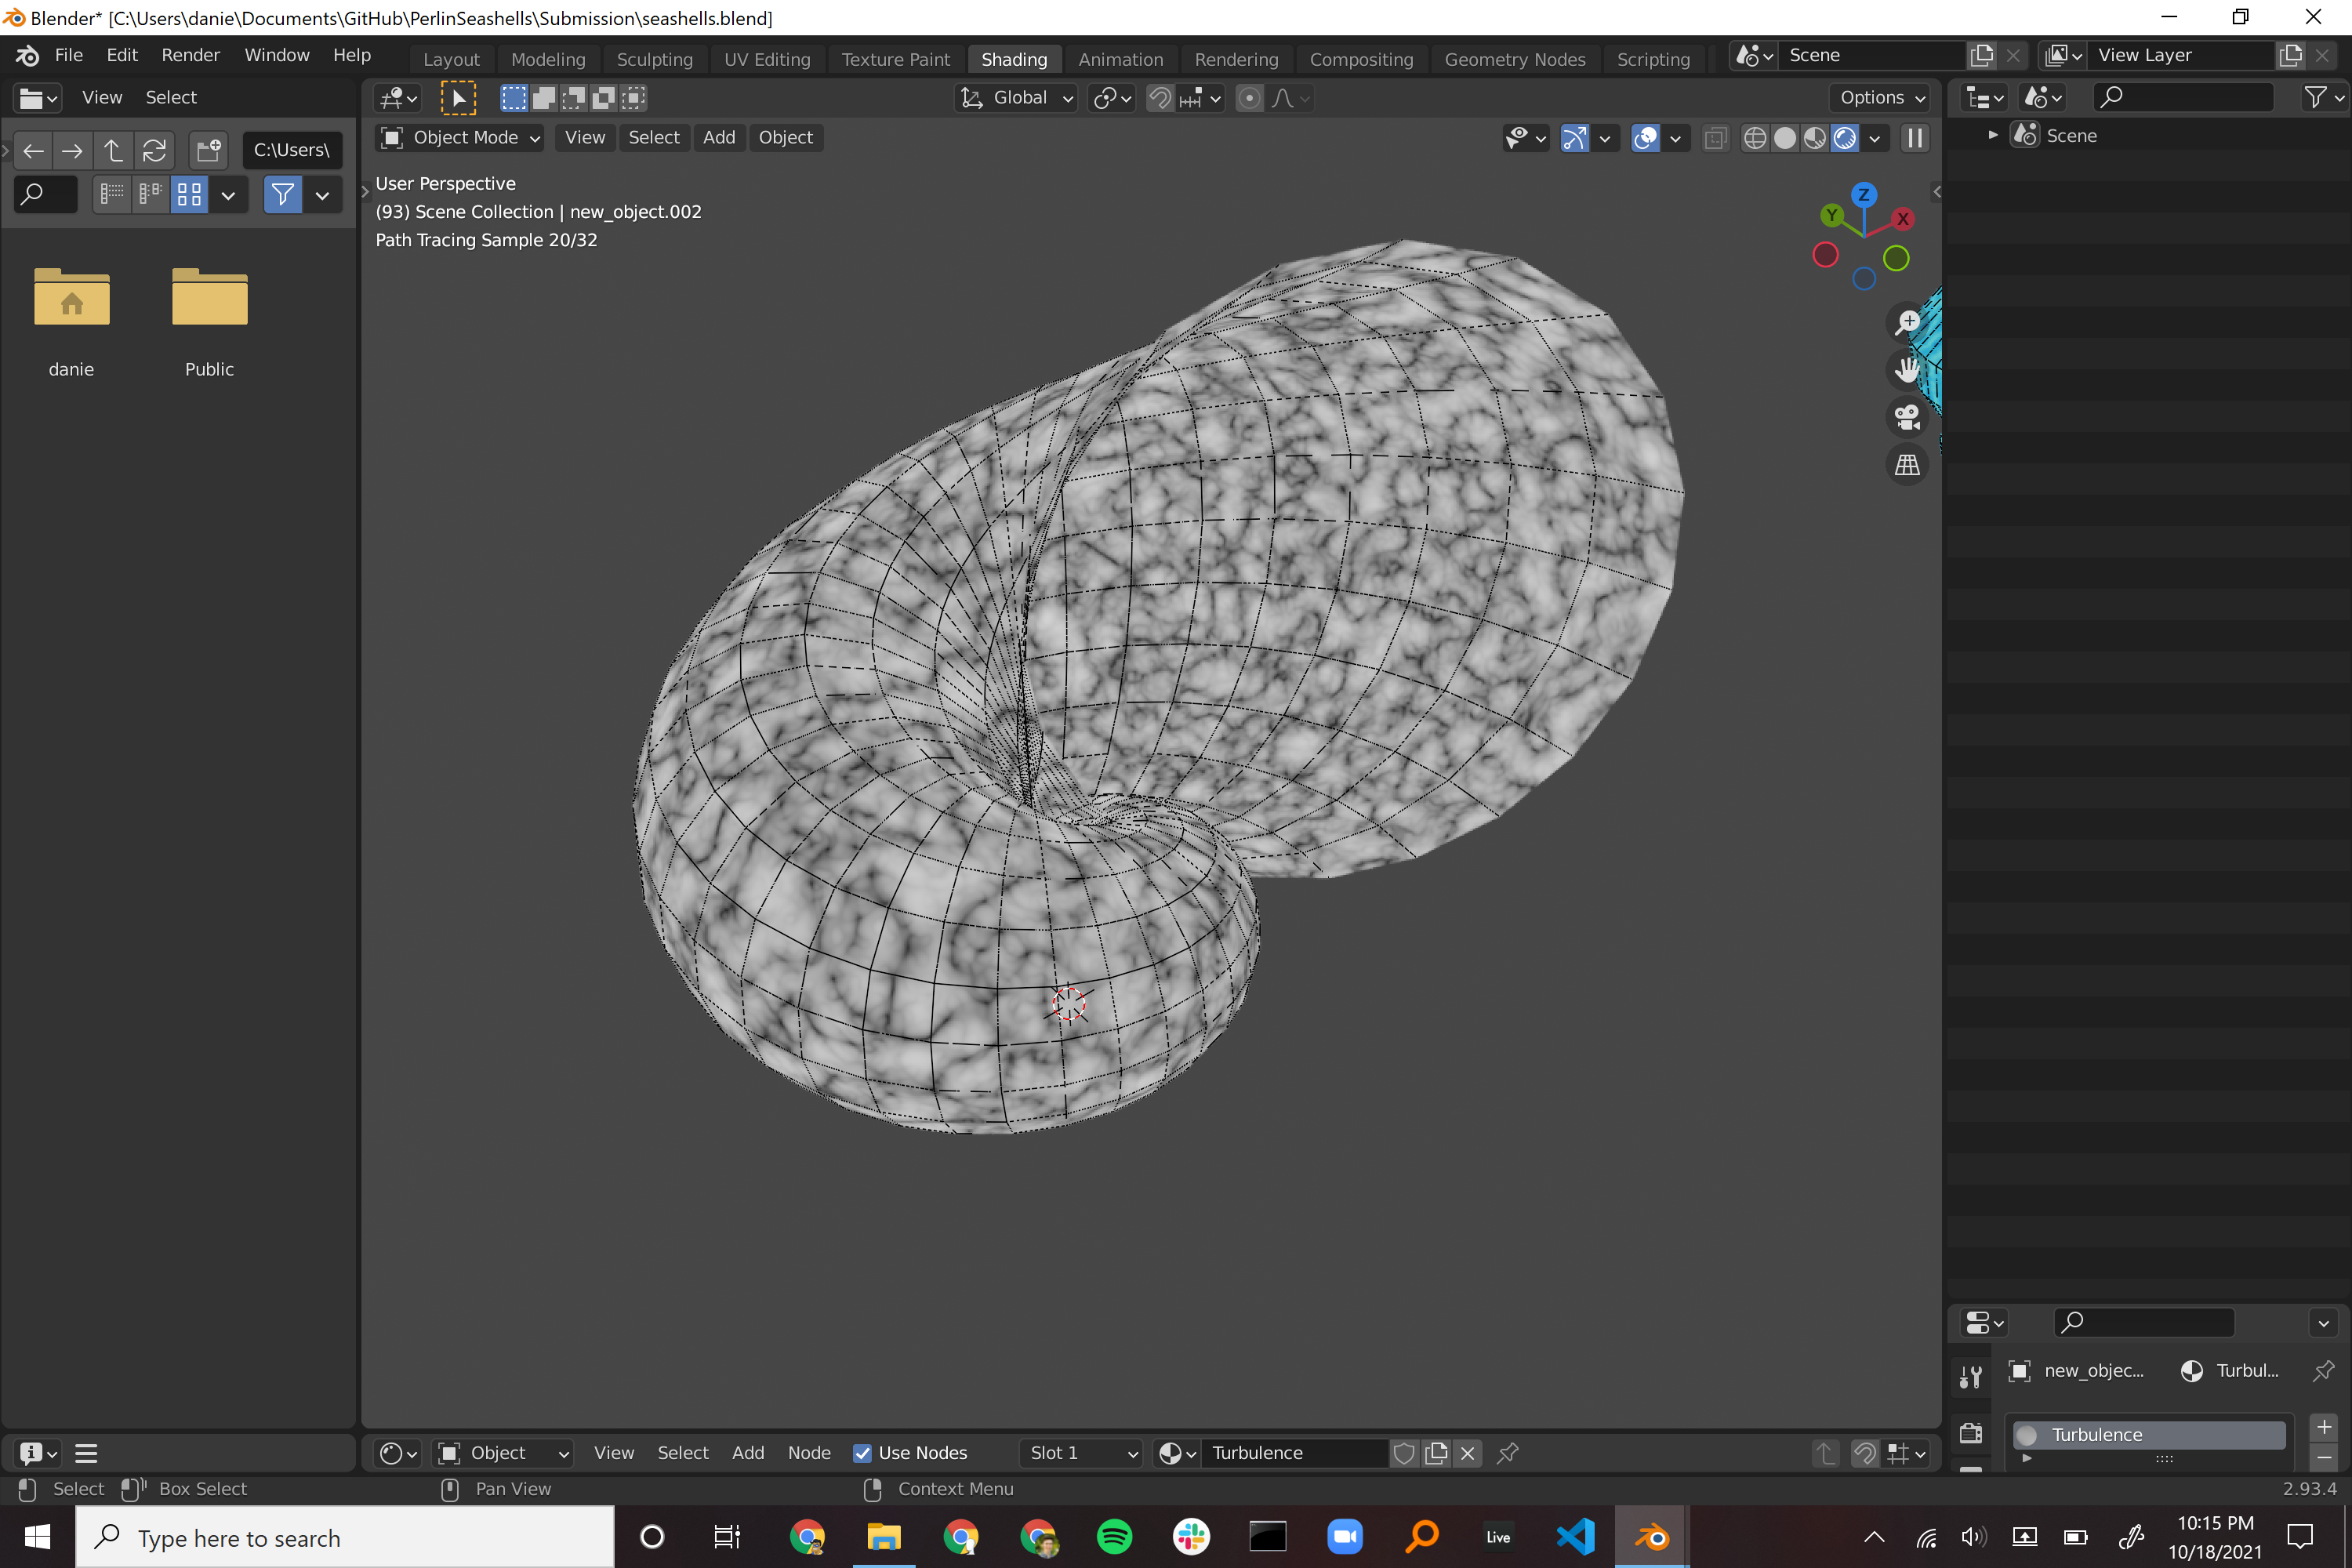 Blender* [C:\Users\danie\Documents\GitHub\PerlinSeashells\Submission\seashells.blend]
File Edit Render Window Help Layout Modeling Sculpting UV Editing Texture Paint Shading Animation Rendering Compositing Geometry Nodes Scripting Scene View Layer
View Select Global Options
C:\Users\ Object Mode View Select Add Object Scene
User Perspective
(93) Scene Collection | new_object.002
Path Tracing Sample 20/32
Z
Y X
danie Public
new_objec... Turbul...
Turbulence
Object View Select Add Node Use Nodes Slot 1 Turbulence
Select Box Select Pan View Context Menu 2.93.4
Type here to search Live 10:15 PM
10/18/2021